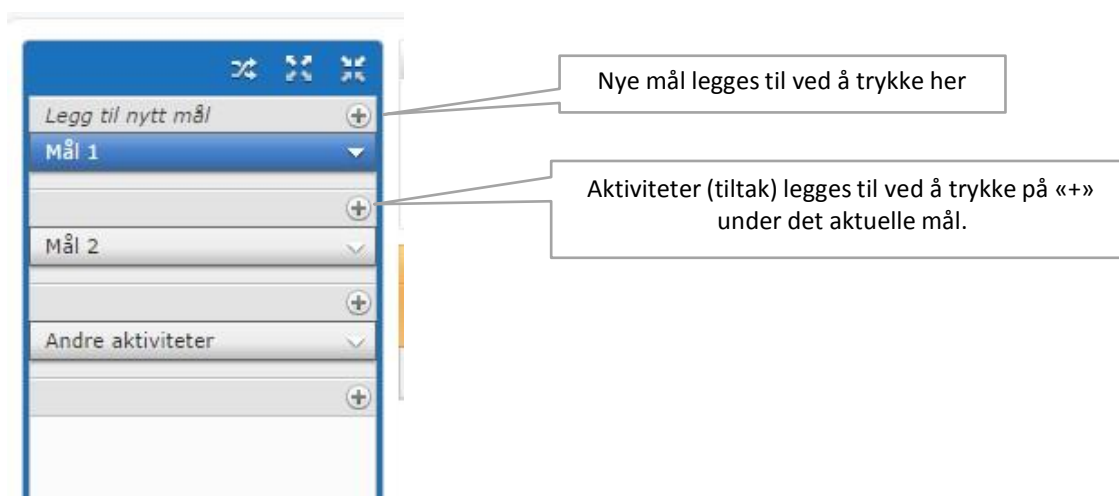 Legg til nytt mål
Nye mål legges til ved å trykke her
Mål 1
Aktiviteter (tiltak) legges til ved å trykke på «+»
under det aktuelle mål.
Mål 2
Andre aktiviteter